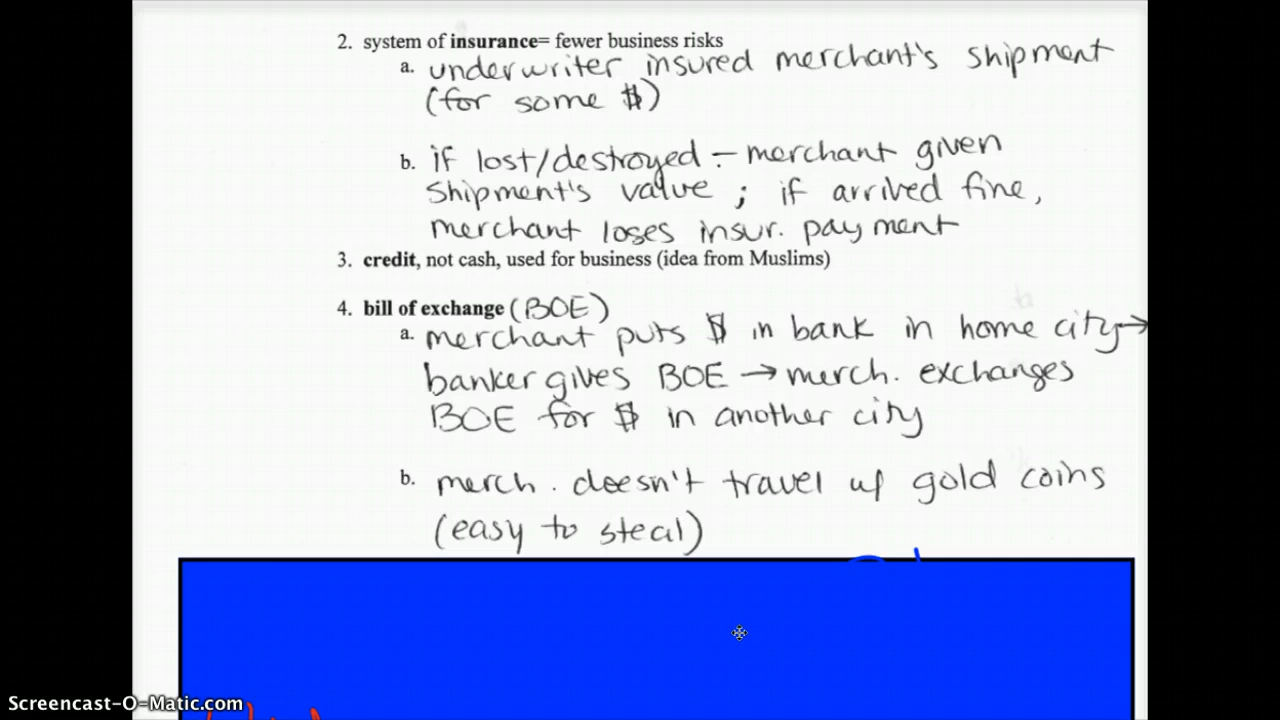 2. system of insurance= fewer business risks
a. underwriter insured merchant's shipment
(for some $)
b. if lost/destroyed - merchant given
shipment's value ; if arrived fine,
merchant loses insur. payment
3. credit, not cash, used for business (idea from Muslims)
4. bill of exchange (BOE)
a. merchant puts $ in bank in home city→
banker gives BOE → merch. exchanges
BOE for $ in another city
b. merch. doesn't travel w/ gold coins
(easy to steal)
Screencast-O-Matic.com